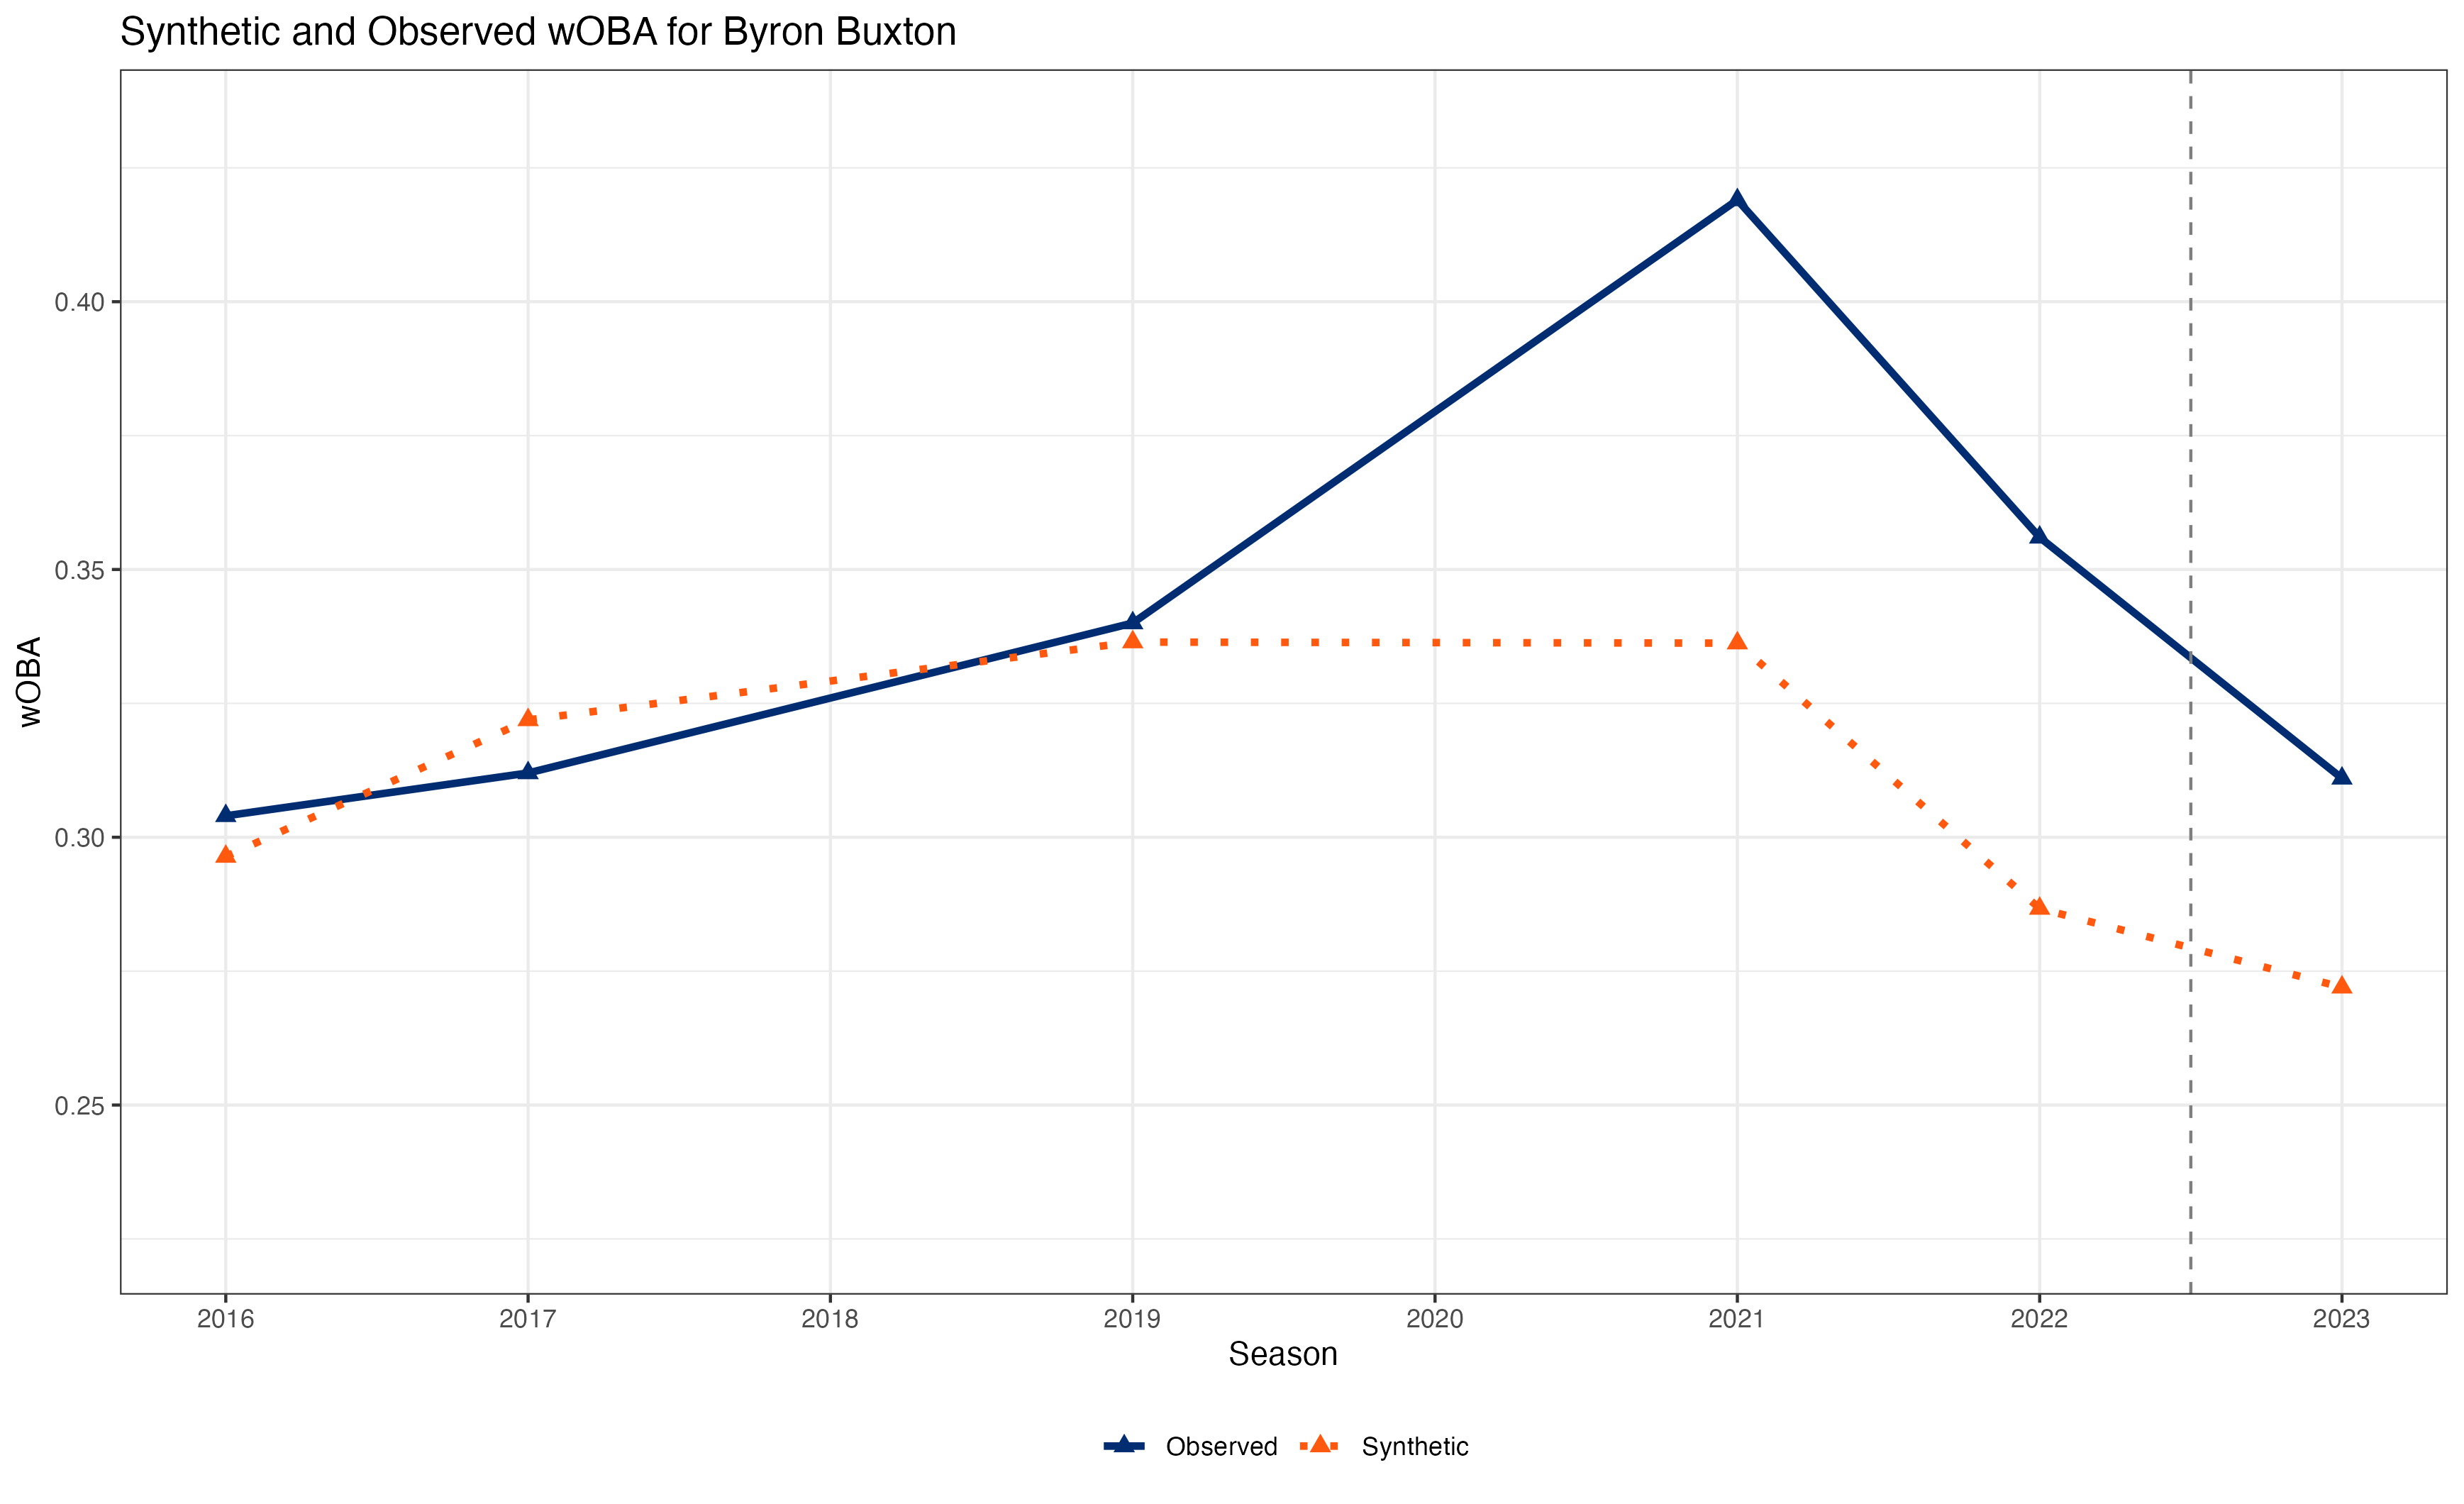 Synthetic and Observed wOBA for Byron Buxton
wOBA
0.40
0.35
0.30
0.25
2016 2017 2018 2019 2020 2021 2022 2023
Season
Observed Synthetic